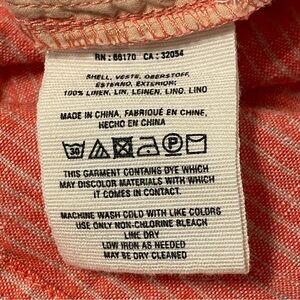 RN: 66170 CA: 32054
SHELL, VESTE, OBERSTOFF,
ESTERNO, EXTERIOR:
100% LINEN, LIN, LEINEN, LINO, LINO
MADE IN CHINA, FABRIQUÉ EN CHINE,
HECHO EN CHINA
30
P
THIS GARMENT CONTAINS DYE WHICH
MAY DISCOLOR MATERIALS WITH WHICH
IT COMES IN CONTACT.
MACHINE WASH COLD WITH LIKE COLORS
USE ONLY NON-CHLORINE BLEACH
LINE DRY
LOW IRON AS NEEDED
MAY BE DRY CLEANED